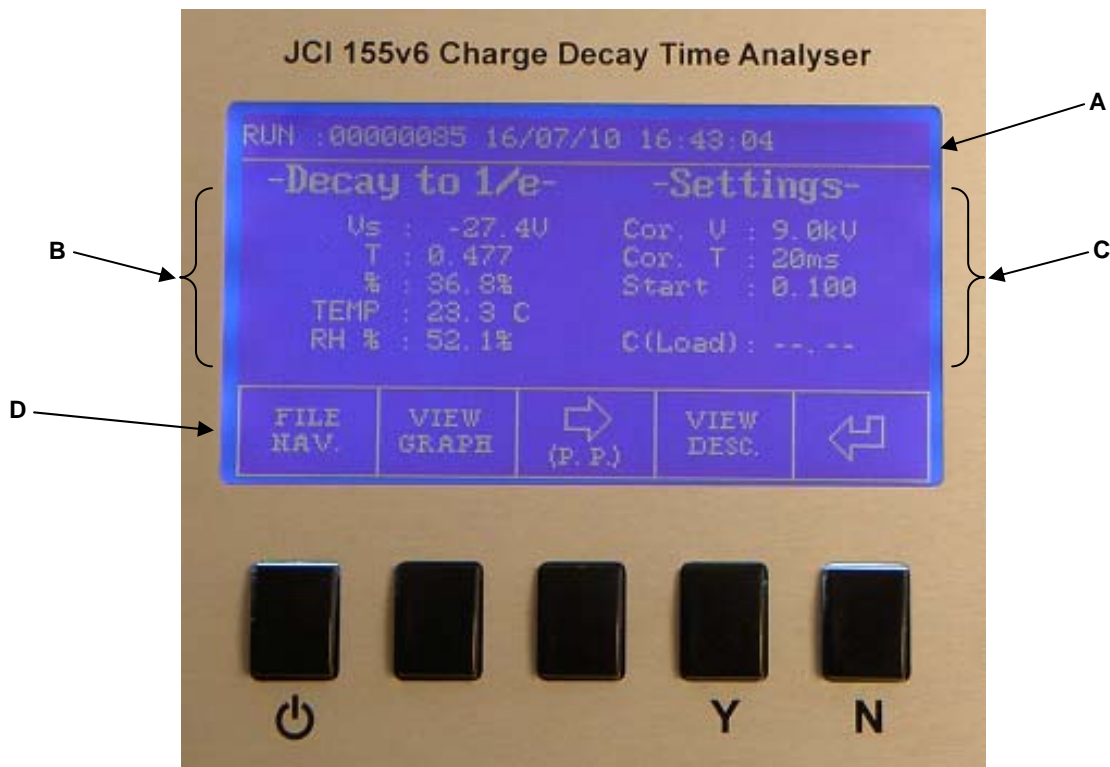 JCI 155v6 Charge Decay Time Analyser
A
RUN :00000085 16/07/10 16:43:04
-Decay to 1/e- -Settings-
Vs : -27.4V Cor. V : 9.0kV
B
T : 0.477 Cor. T : 20ms
C
% : 36.8% Start : 0.100
TEMP : 23.3 C
RH % : 52.1% C(Load): --.--
D
FILE NAV.
VIEW GRAPH
(P.P.)
VIEW DESC.
Y N